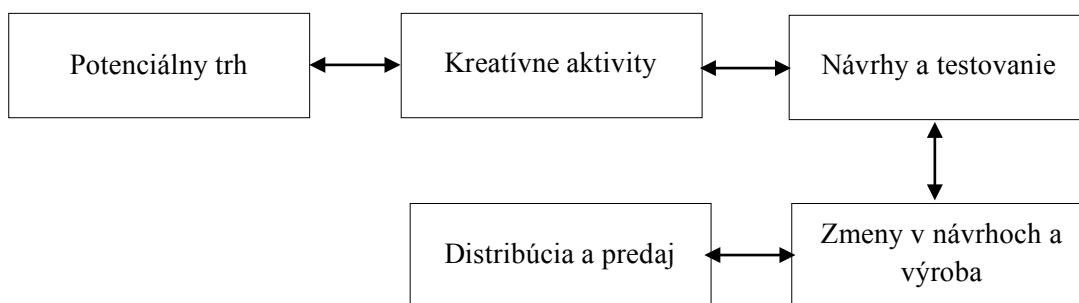 Potenciálny trh
Kreatívne aktivity
Návrhy a testovanie
Distribúcia a predaj
Zmeny v návrhoch a
výroba